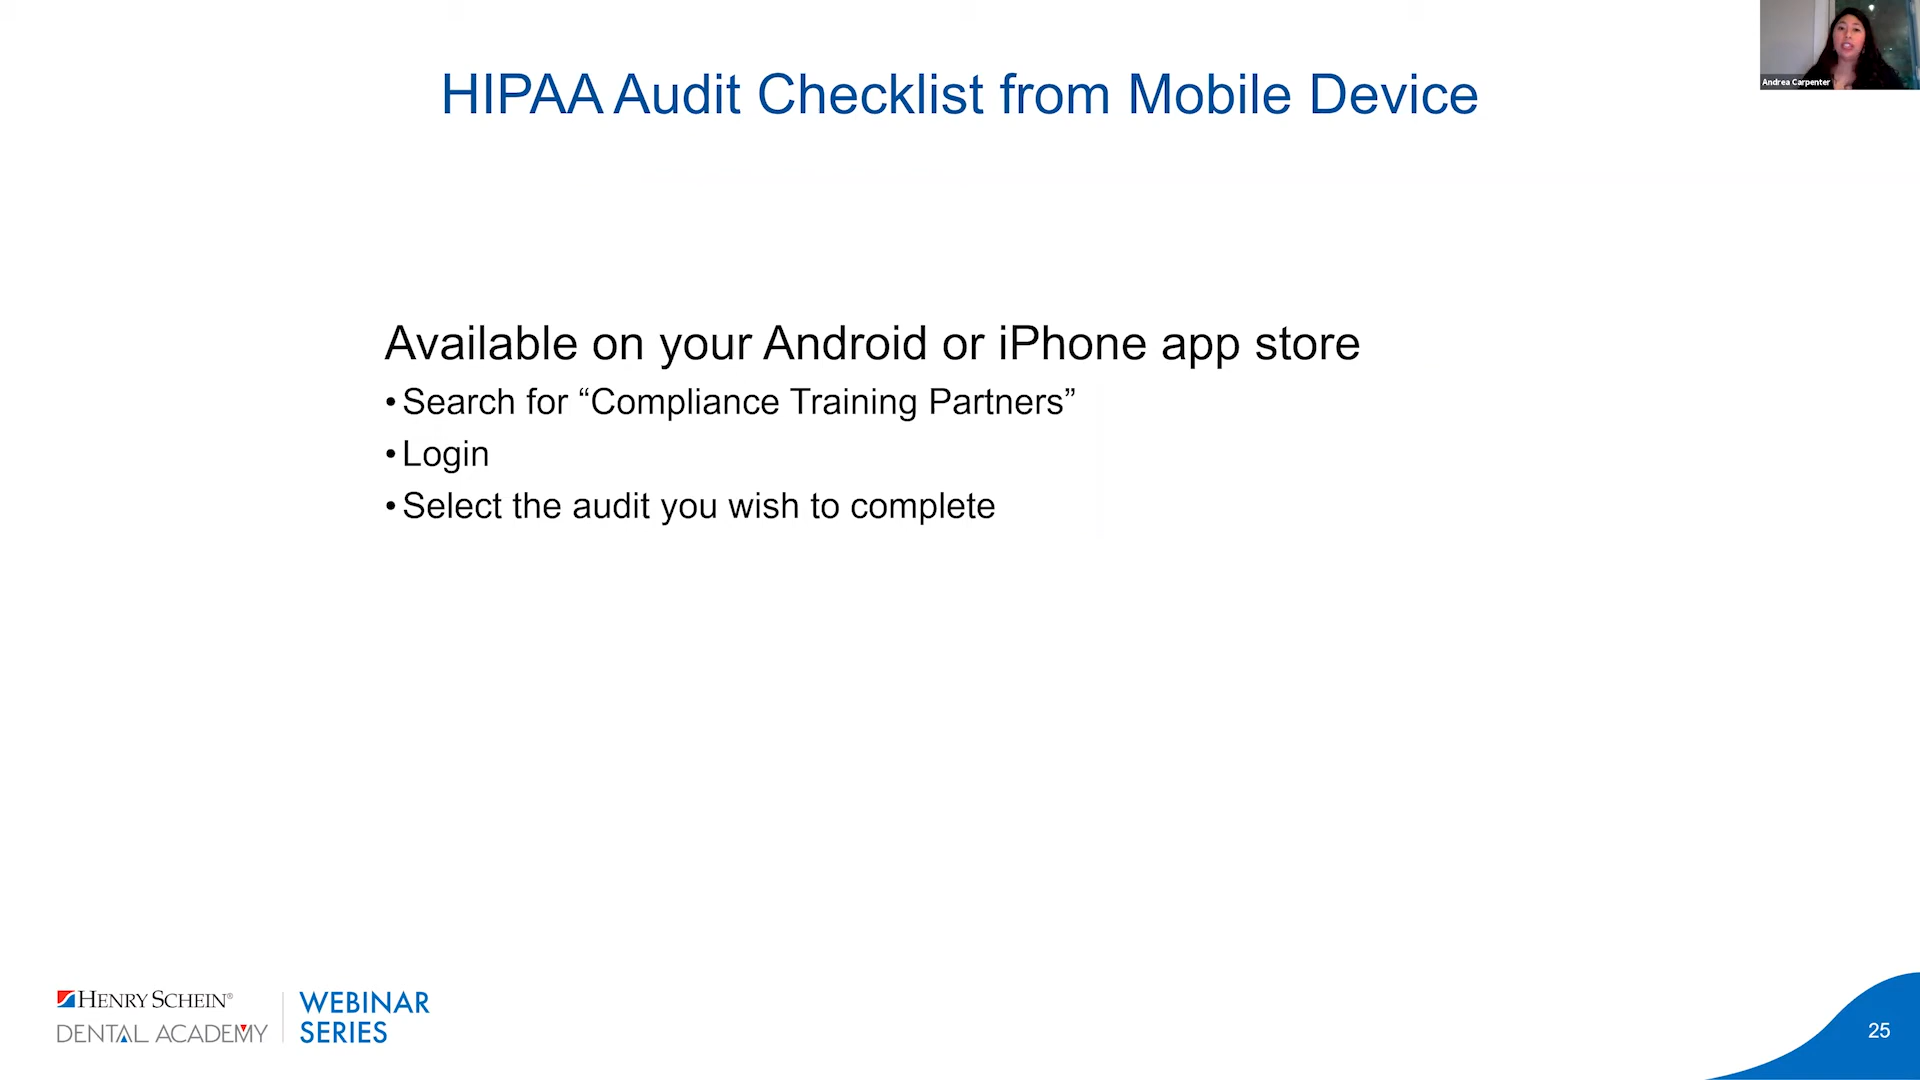 HIPAA Audit Checklist from Mobile Device
Andrea Carpenter
Available on your Android or iPhone app store
• Search for “Compliance Training Partners”
• Login
• Select the audit you wish to complete
HENRY SCHEIN®
DENTAL ACADEMY
WEBINAR
SERIES
25